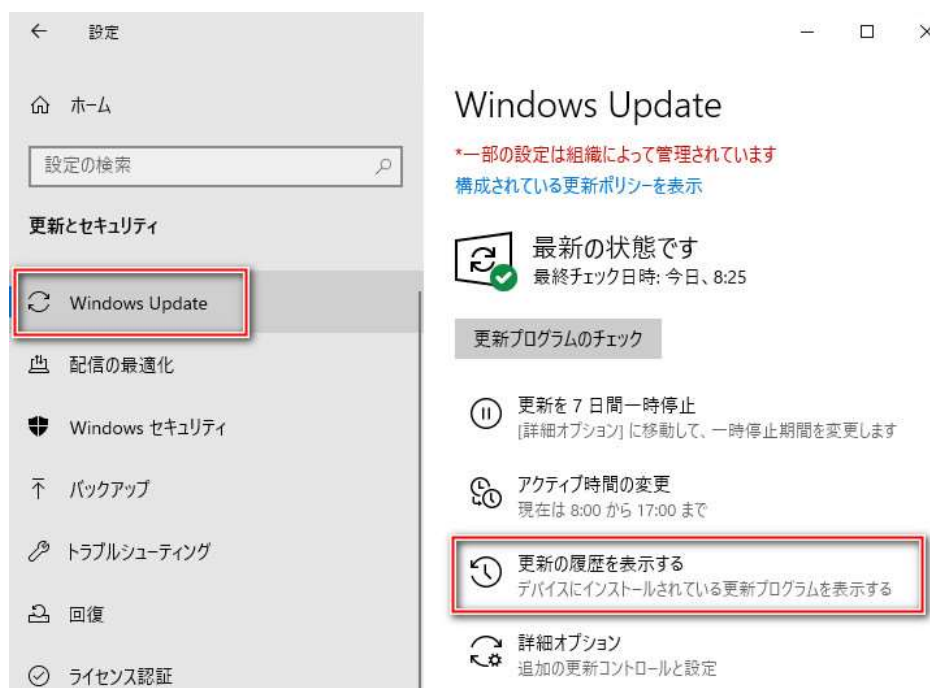 設定
ホーム
設定の検索
更新とセキュリティ
Windows Update
配信の最適化
Windows セキュリティ
バックアップ
トラブルシューティング
回復
ライセンス認証
Windows Update
*一部の設定は組織によって管理されています
構成されている更新ポリシーを表示
最新の状態です
最終チェック日時: 今日、8:25
更新プログラムのチェック
更新を 7 日間一時停止
[詳細オプション] に移動して、一時停止期間を変更します
アクティブ時間の変更
現在は 8:00 から 17:00 まで
更新の履歴を表示する
デバイスにインストールされている更新プログラムを表示する
詳細オプション
追加の更新コントロールと設定